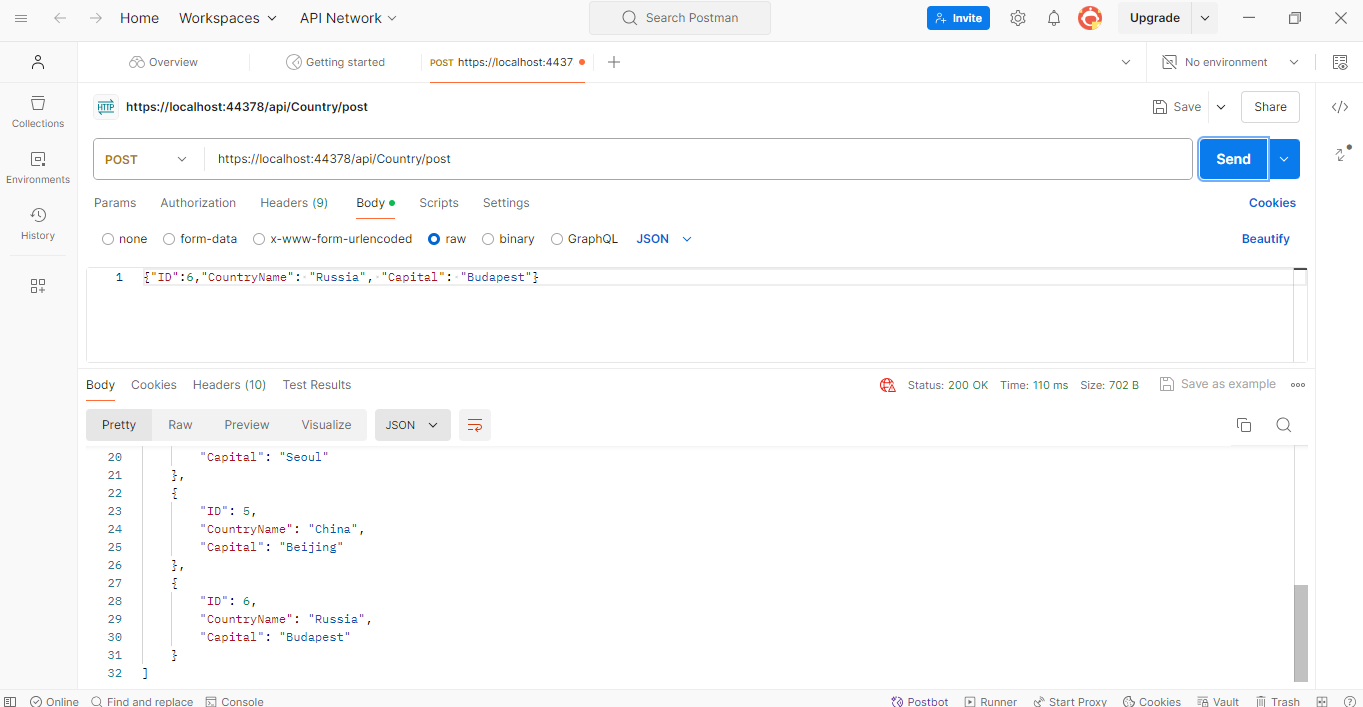 Home Workspaces API Network Search Postman Invite Upgrade
Overview Getting started POST https://localhost:4437 No environment
HTTP https://localhost:44378/api/Country/post Save Share
Collections
POST https://localhost:44378/api/Country/post Send
Environments
Params Authorization Headers (9) Body Scripts Settings Cookies
History
none form-data x-www-form-urlencoded raw binary GraphQL JSON Beautify
1 {"ID":6,"CountryName": "Russia", "Capital": "Budapest"}
Body Cookies Headers (10) Test Results Status: 200 OK Time: 110 ms Size: 702 B Save as example
Pretty Raw Preview Visualize JSON
20 "Capital": "Seoul"
21 },
22 {
23 "ID": 5,
24 "CountryName": "China",
25 "Capital": "Beijing"
26 },
27 {
28 "ID": 6,
29 "CountryName": "Russia",
30 "Capital": "Budapest"
31 }
32 ]
Online Find and replace Console Postbot Runner Start Proxy Cookies Vault Trash